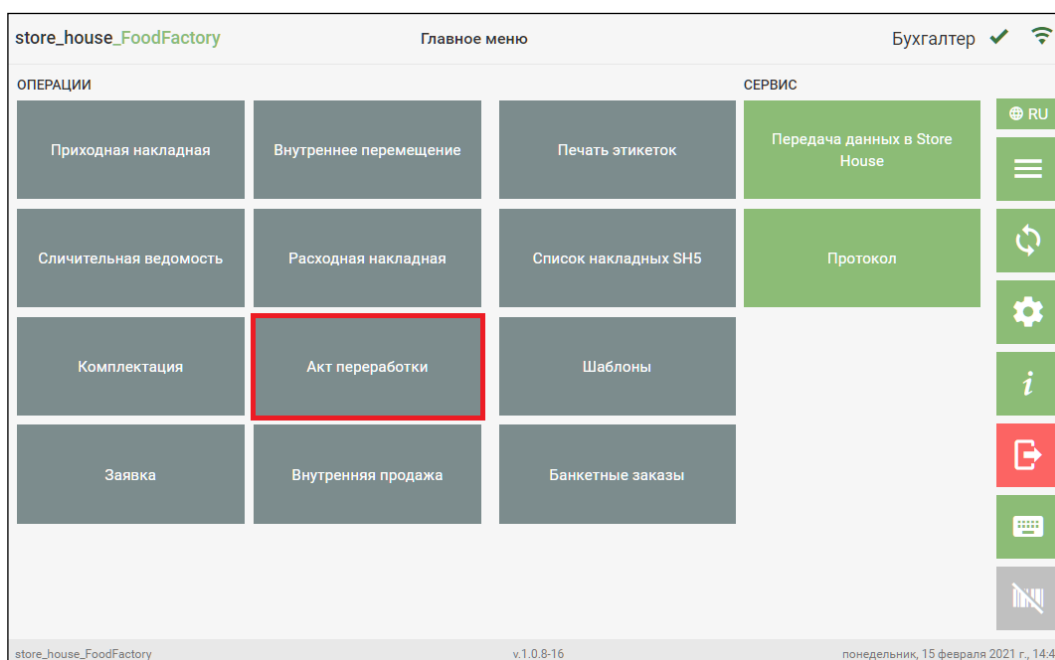 store_house_FoodFactory
Главное меню
Бухгалтер
ОПЕРАЦИИ
СЕРВИС
Приходная накладная
Внутреннее перемещение
Печать этикеток
Передача данных в Store
House
RU
Сличительная ведомость
Расходная накладная
Список накладных SH5
Протокол
Комплектация
Акт переработки
Шаблоны
Заявка
Внутренняя продажа
Банкетные заказы
store_house_FoodFactory
v.1.0.8-16
понедельник, 15 февраля 2021 г., 14:4